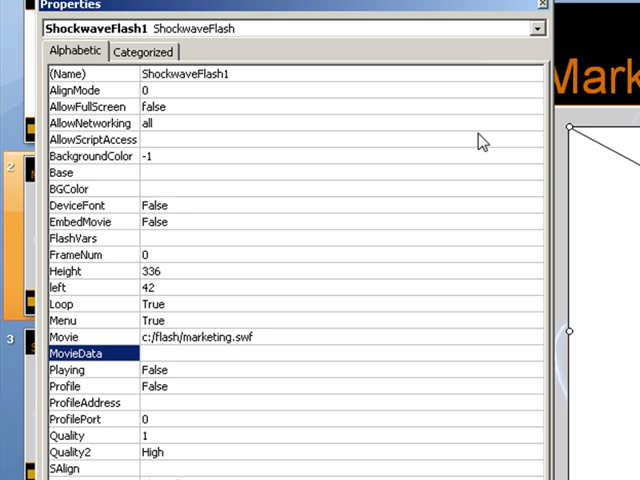 Properties
ShockwaveFlash1 ShockwaveFlash
Alphabetic Categorized
(Name) ShockwaveFlash1
AlignMode 0
AllowFullScreen false
AllowNetworking all
AllowScriptAccess
BackgroundColor -1
Base
BGColor
DeviceFont False
EmbedMovie False
FlashVars
FrameNum 0
Height 336
left 42
Loop True
Menu True
Movie c:/flash/marketing.swf
MovieData
Playing False
Profile False
ProfileAddress
ProfilePort 0
Quality 1
Quality2 High
SAlign
2
3
Mark